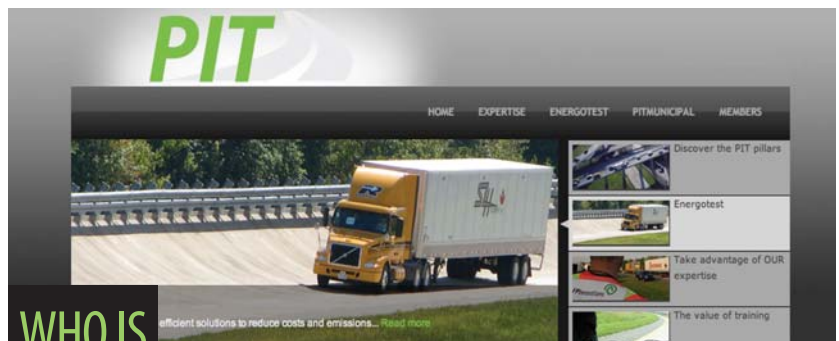 PIT
HOME EXPERTISE ENERGOTEST PITMUNICIPAL MEMBERS
Discover the PIT pillars
Energotest
Take advantage of OUR
expertise
The value of training
efficient solutions to reduce costs and emissions... Read more
WHO IS